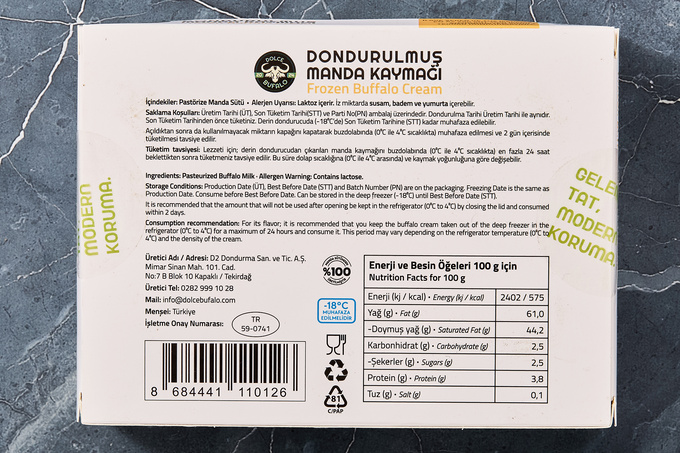 DOLCE
20 24
BUFALO
DONDURULMUŞ
MANDA KAYMAĞI
Frozen Buffalo Cream
İçindekiler: Pastörize Manda Sütü • Alerjen Uyarısı: Laktoz içerir. İz miktarda susam, badem ve yumurta içerebilir.
Saklama Koşulları: Üretim Tarihi (ÜT), Son Tüketim Tarihi(STT) ve Parti No(PN) ambalaj üzerindedir. Dondurulma Tarihi Üretim Tarihi ile aynıdır.
Son Tüketim Tarihinden önce tüketiniz. Derin dondurucuda (-18°C'de) Son Tüketim Tarihine (STT) kadar muhafaza edilebilir.
Açıldıktan sonra da kullanılmayacak miktarın kapağını kapatarak buzdolabında (0°C ile 4°C sıcaklıkta) muhafaza edilmesi ve 2 gün içerisinde
tüketilmesi tavsiye edilir.
Tüketim tavsiyesi: Lezzeti için; derin dondurucudan çıkarılan manda kaymağını buzdolabında (0°C ile 4°C sıcaklıkta) en fazla 24 saat
beklettikten sonra tüketmeniz tavsiye edilir. Bu süre dolap sıcaklığına (0°C ile 4°C arasında) ve kaymak yoğunluğuna göre değişebilir.
Ingredients: Pasteurized Buffalo Milk · Allergen Warning: Contains lactose.
Storage Conditions: Production Date (ÜT), Best Before Date (STT) and Batch Number (PN) are on the packaging. Freezing Date is the same as
Production Date. Consume before Best Before Date. Can be stored in the deep freezer (-18°C) until Best Before Date (STT).
It is recommended that the amount that will not be used after opening be kept in the refrigerator (0°C to 4°C) by closing the lid and consumed
within 2 days.
Consumption recommendation: For its flavor; it is recommended that you keep the buffalo cream taken out of the deep freezer in the
refrigerator (0°C to 4°C) for a maximum of 24 hours and consume it. This period may vary depending on the refrigerator temperature (0°C to
4°C) and the density of the cream.
MODERN
KORUMA.
GELE
TAT,
MODERN
KORUMA.
Üretici Adı / Adresi: D2 Dondurma San. ve Tic. A.Ş.
Mimar Sinan Mah. 101. Cad.
No:7 B Blok 10 Kapaklı / Tekirdağ
Üretici Tel: 0282 999 10 28
Mail: info@dolcebufalo.com
Menşei: Türkiye
İşletme Onay Numarası:
TR
59-0741
8 684441 110126
%100
-18°C
MUHAFAZA
EDİLMELİDİR
81
C/PAP
Enerji ve Besin Öğeleri 100 g için
Nutrition Facts for 100 g
Enerji (kj / kcal) • Energy (kj / kcal) 2402 / 575
Yağ (g) • Fat (g) 61,0
-Doymuş yağ (g) • Saturated Fat (g) 44,2
Karbonhidrat (g) • Carbohydrate (g) 2,5
-Şekerler (g) • Sugars (g) 2,5
Protein (g) • Protein (g) 3,8
Tuz (g) • Salt (g) 0,1